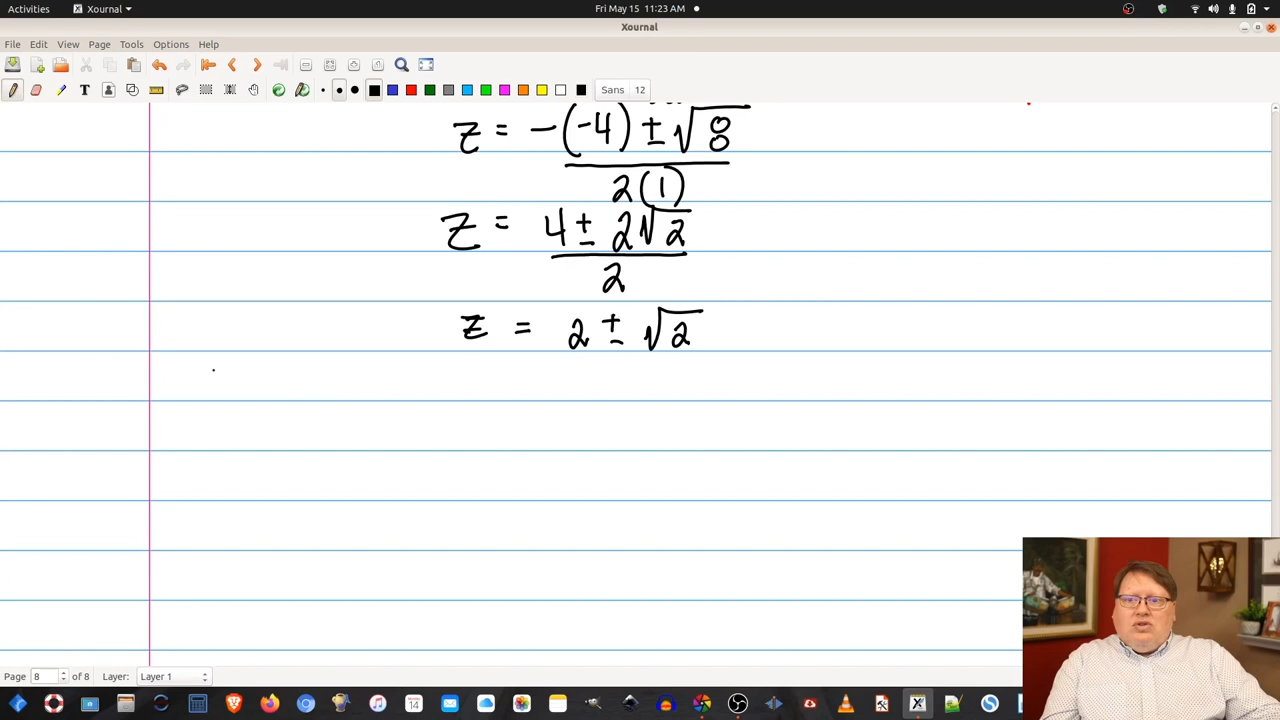 Activities
Xournal
Fri May 15 11:23 AM
Xournal
File Edit View Page Tools Options Help
T Sans 12
z = -(-4) ± √8
2(1)
z = 4 ± 2√2
2
z = 2 ± √2
Page 8 of 8 Layer: Layer 1